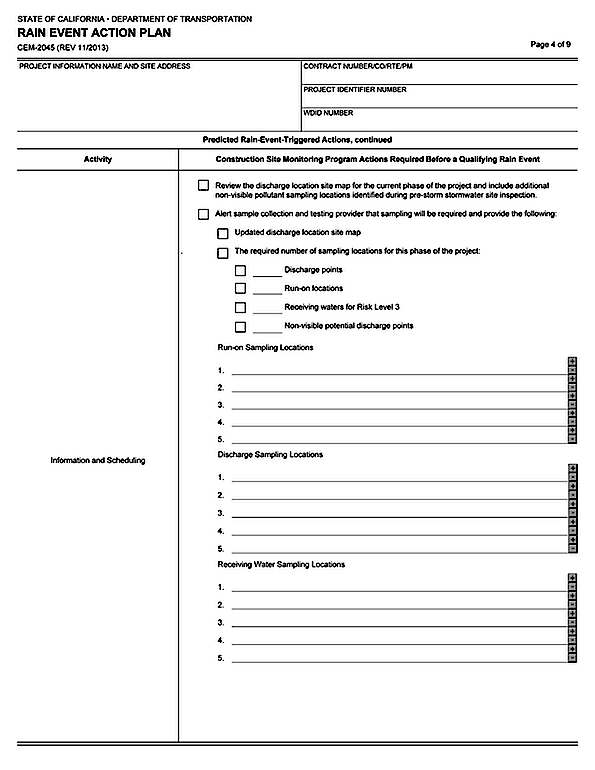 STATE OF CALIFORNIA • DEPARTMENT OF TRANSPORTATION
RAIN EVENT ACTION PLAN
CEM-2045 (REV 11/2013)
Page 4 of 9
PROJECT INFORMATION NAME AND SITE ADDRESS
CONTRACT NUMBER/CO/RTE/PM
PROJECT IDENTIFIER NUMBER
WDID NUMBER
Predicted Rain-Event-Triggered Actions, continued
Activity
Construction Site Monitoring Program Actions Required Before a Qualifying Rain Event
Review the discharge location site map for the current phase of the project and include additional
non-visible pollutant sampling locations identified during pre-storm stormwater site inspection.
Alert sample collection and testing provider that sampling will be required and provide the following:
Updated discharge location site map
The required number of sampling locations for this phase of the project:
Discharge points
Run-on locations
Receiving waters for Risk Level 3
Non-visible potential discharge points
Run-on Sampling Locations
1.
2.
3.
4.
5.
Information and Scheduling
Discharge Sampling Locations
1.
2.
3.
4.
5.
Receiving Water Sampling Locations
1.
2.
3.
4.
5.